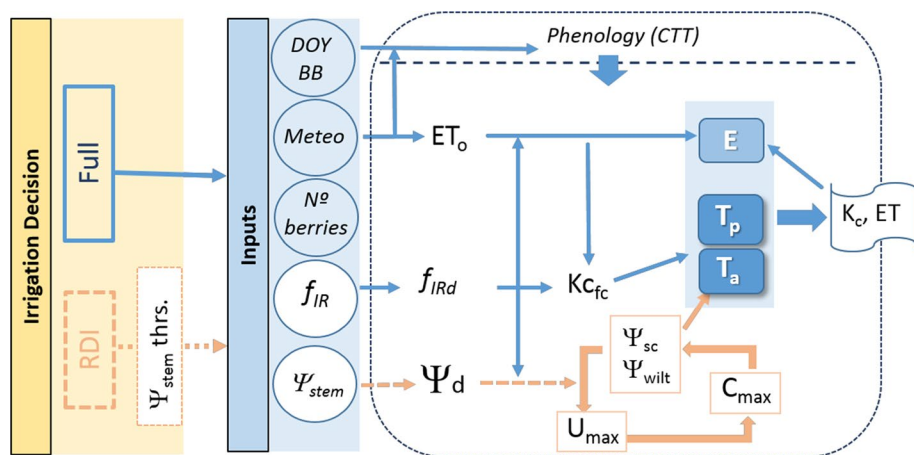 Irrigation Decision
Full
RDI
Ψstem thrs.
Inputs
DOY
BB
Meteo
Nº
berries
fIR
Ψstem
Phenology (CTT)
ETo
fIRd
Ψd
Kcfc
E
Tp
Ta
Kc, ET
Ψsc
Ψwilt
Cmax
Umax